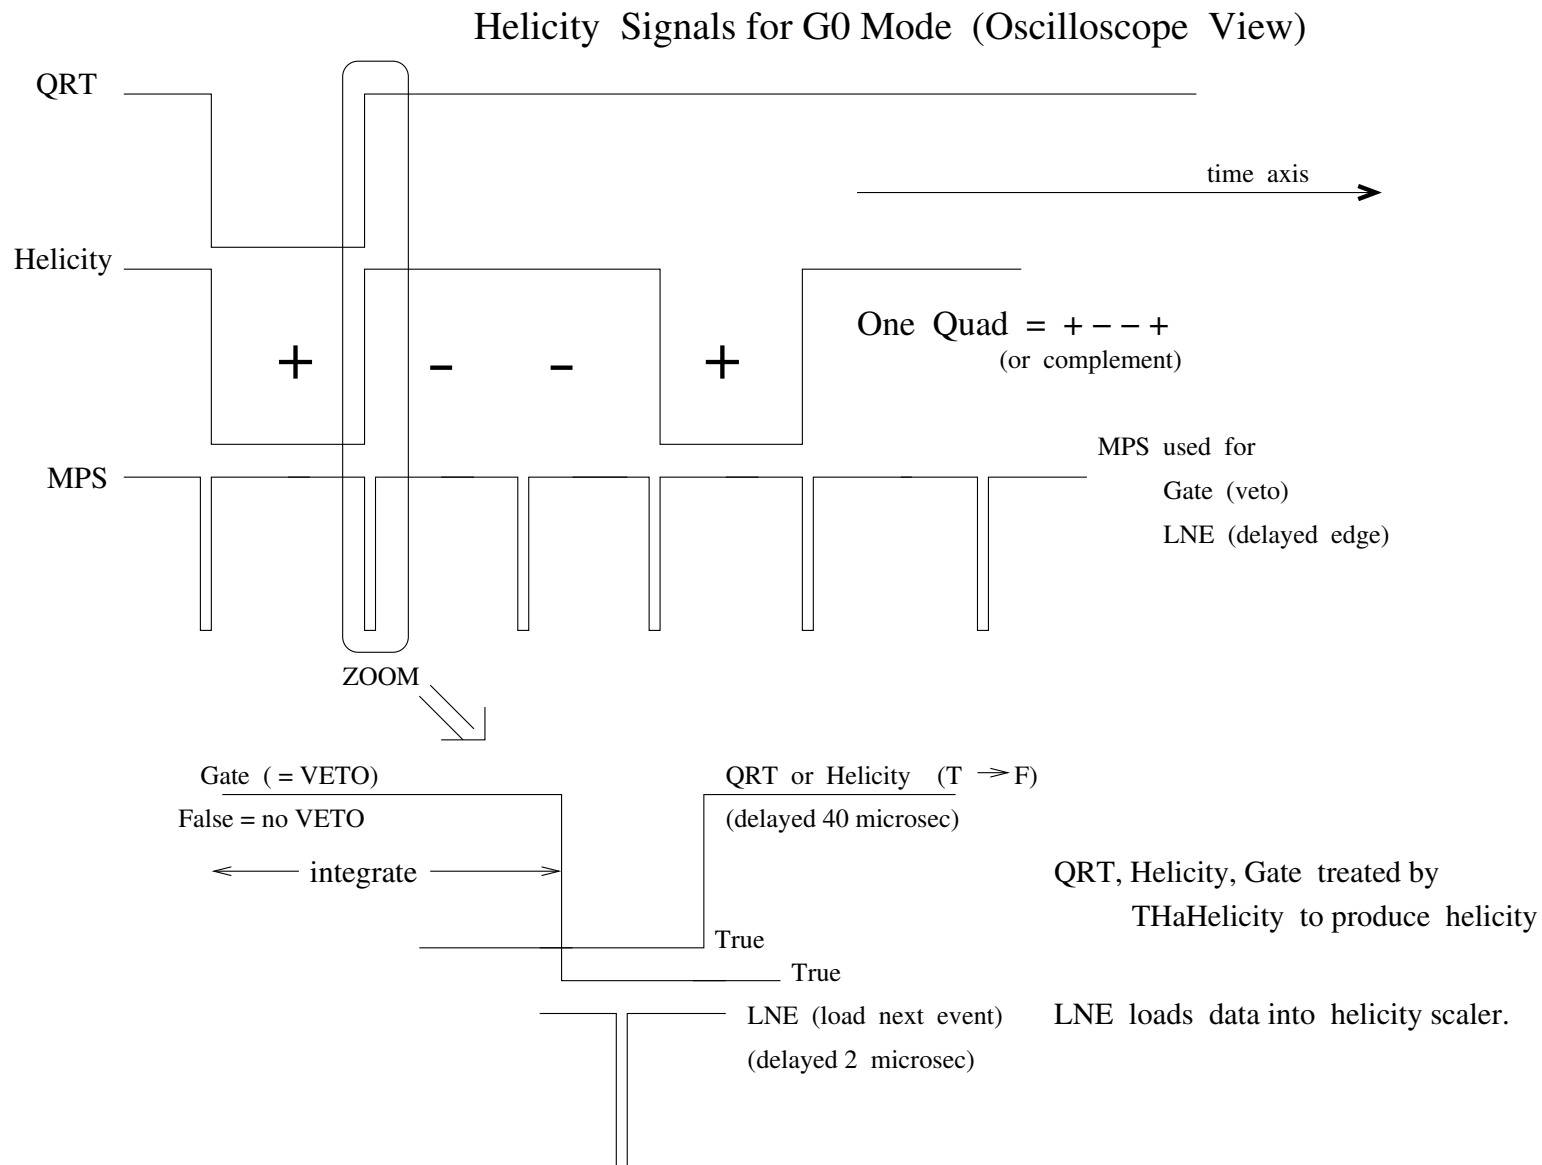 Helicity Signals for G0 Mode (Oscilloscope View)
QRT
time axis
Helicity
One Quad = + − − +
(or complement)
+ - - +
MPS used for
MPS
Gate (veto)
LNE (delayed edge)
ZOOM
Gate ( = VETO)
QRT or Helicity (T → F)
False = no VETO
(delayed 40 microsec)
integrate
QRT, Helicity, Gate treated by
THaHelicity to produce helicity
True
True
LNE (load next event)
LNE loads data into helicity scaler.
(delayed 2 microsec)